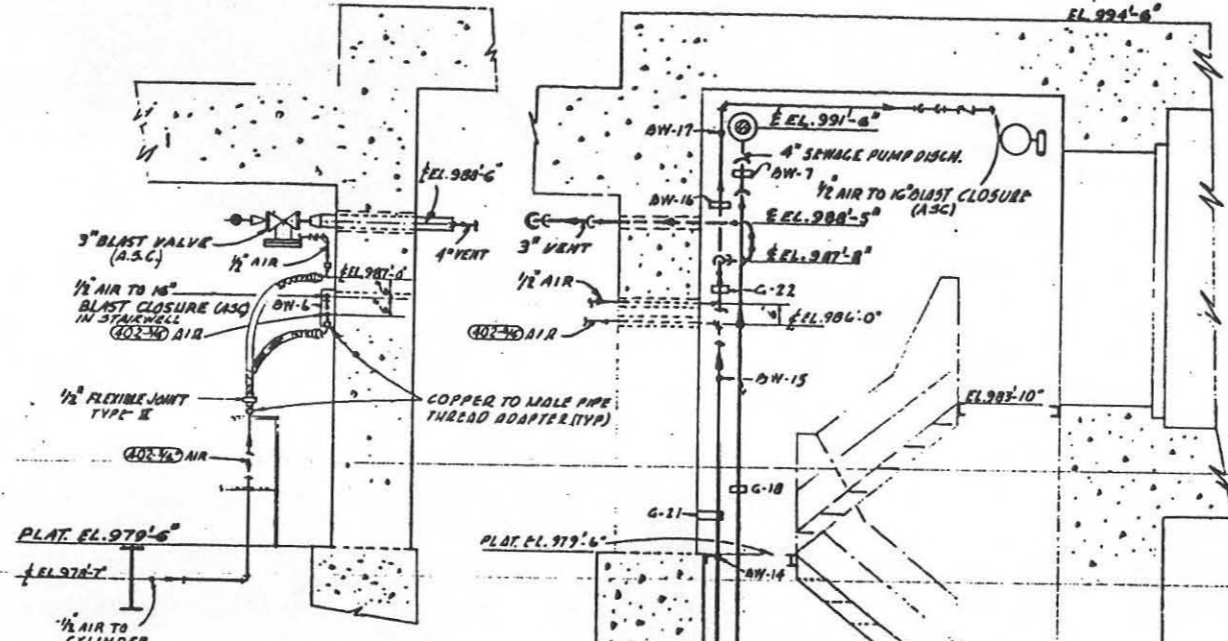 EL. 994'-6"
BW-17
℄ EL. 991'-6"
4" SEWAGE PUMP DISCH.
BW-7
½" AIR TO 16" BLAST CLOSURE
(ASC)
BW-16
℄ EL. 988'-6"
℄ EL. 988'-5"
3" BLAST VALVE
(A.S.C.)
½" AIR
4" VENT
3" VENT
℄ EL. 987'-8"
½" AIR TO 16"
BLAST CLOSURE (ASC)
IN STAIRWELL
BW-6
℄ EL. 987'-0"
½" AIR
G-22
402-¾ AIR
402-¾ AIR
℄ EL. 986'-0"
BW-15
½" FLEXIBLE JOINT
TYPE II
COPPER TO MALE PIPE
THREAD ADAPTER (TYP)
EL. 983'-10"
AIR
G-18
G-21
PLAT. EL. 979'-6"
PLAT. EL. 979'-6"
BW-14
℄ EL. 978'-7"
½" AIR TO
CYLINDER